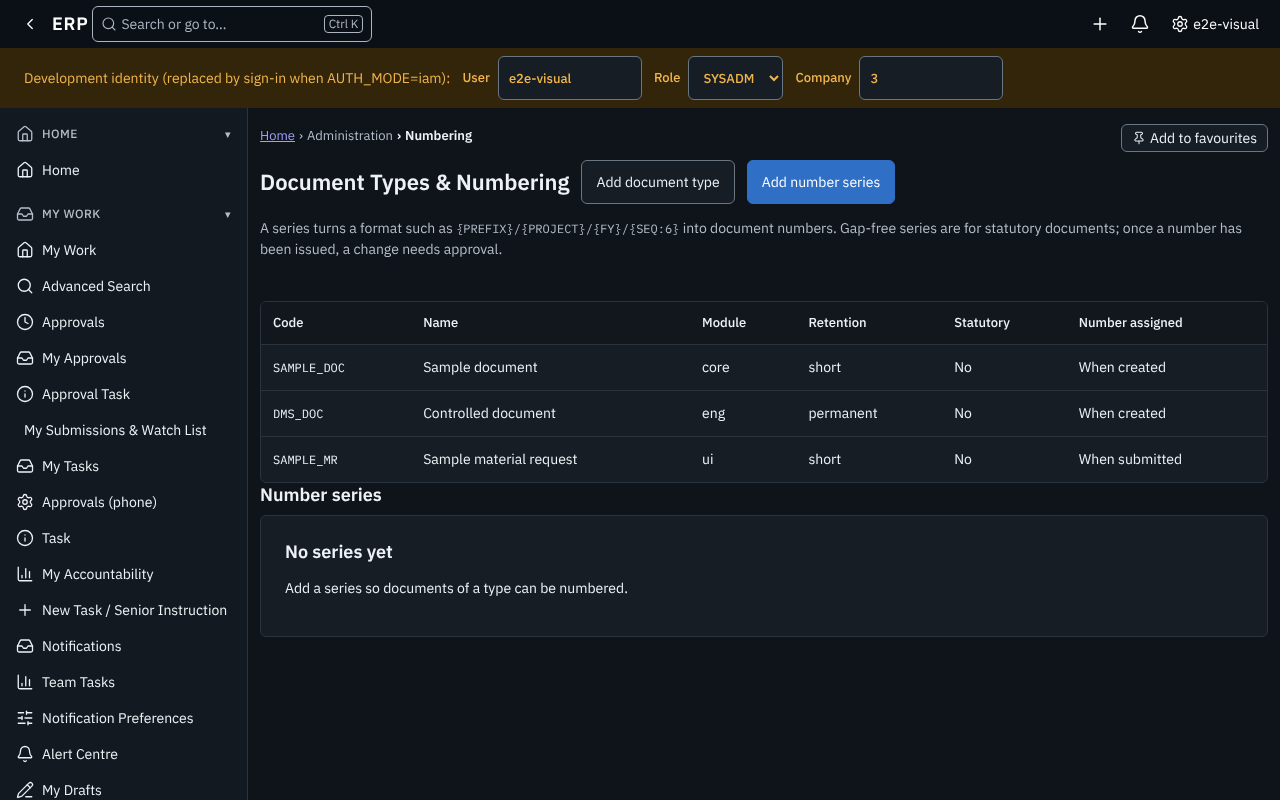 ERP
Search or go to...
Ctrl K
e2e-visual
Development identity (replaced by sign-in when AUTH_MODE=iam):
User
e2e-visual
Role
SYSADM
Company
3
HOME
Home
MY WORK
My Work
Advanced Search
Approvals
My Approvals
Approval Task
My Submissions & Watch List
My Tasks
Approvals (phone)
Task
My Accountability
New Task / Senior Instruction
Notifications
Team Tasks
Notification Preferences
Alert Centre
My Drafts
Home › Administration › Numbering
Add to favourites
Document Types & Numbering
Add document type
Add number series
A series turns a format such as {PREFIX}/{PROJECT}/{FY}/{SEQ:6} into document numbers. Gap-free series are for statutory documents; once a number has
been issued, a change needs approval.
Code Name Module Retention Statutory Number assigned
SAMPLE_DOC Sample document core short No When created
DMS_DOC Controlled document eng permanent No When created
SAMPLE_MR Sample material request ui short No When submitted
Number series
No series yet
Add a series so documents of a type can be numbered.